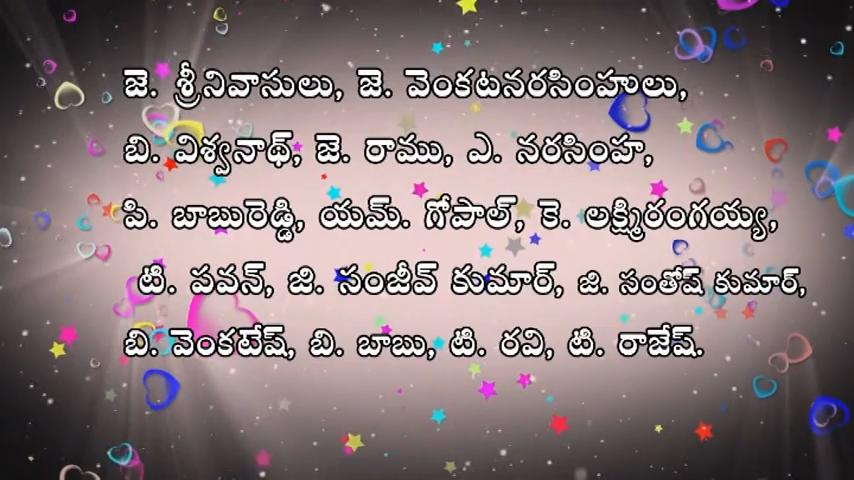 జె. శ్రీనివాసులు, జె. వెంకటనరసింహులు,
బి. విశ్వనాథ్, జె. రాము, ఎ. నరసింహ,
పి. బాబురెడ్డి, యమ్. గోపాల్, కె. లక్ష్మిరంగయ్య,
టి. పవన్, జి. సంజీవ్ కుమార్, జి. సంతోష్ కుమార్,
బి. వెంకటేష్, బి. బాబు, టి. రవి, టి. రాజేష్.